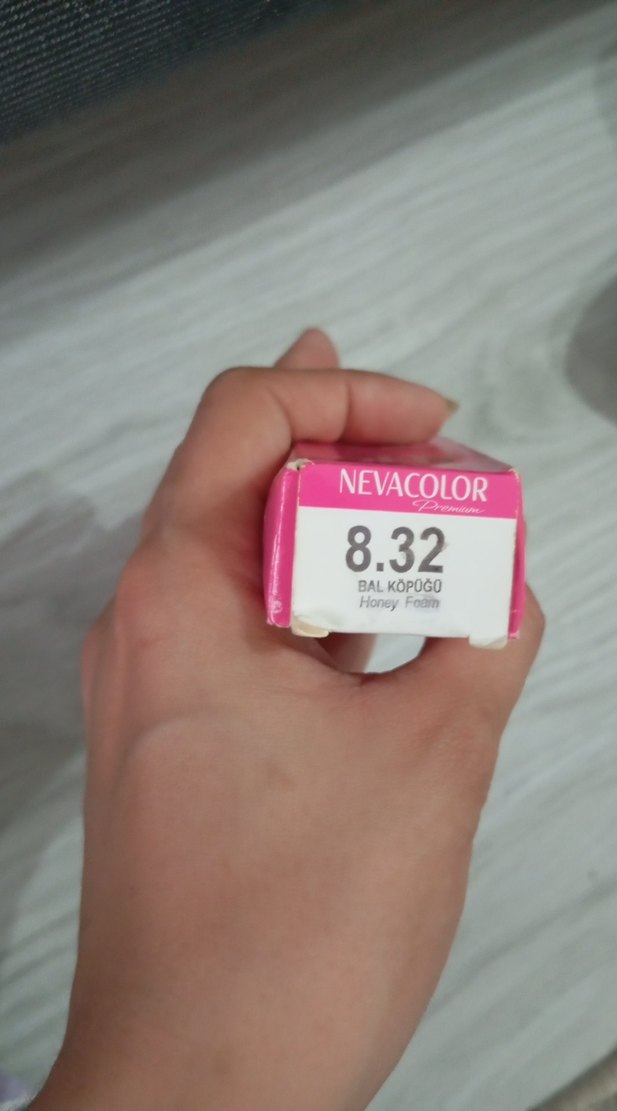 NEVACOLOR
Premium
8.32
BAL KÖPÜĞÜ
Honey Foam